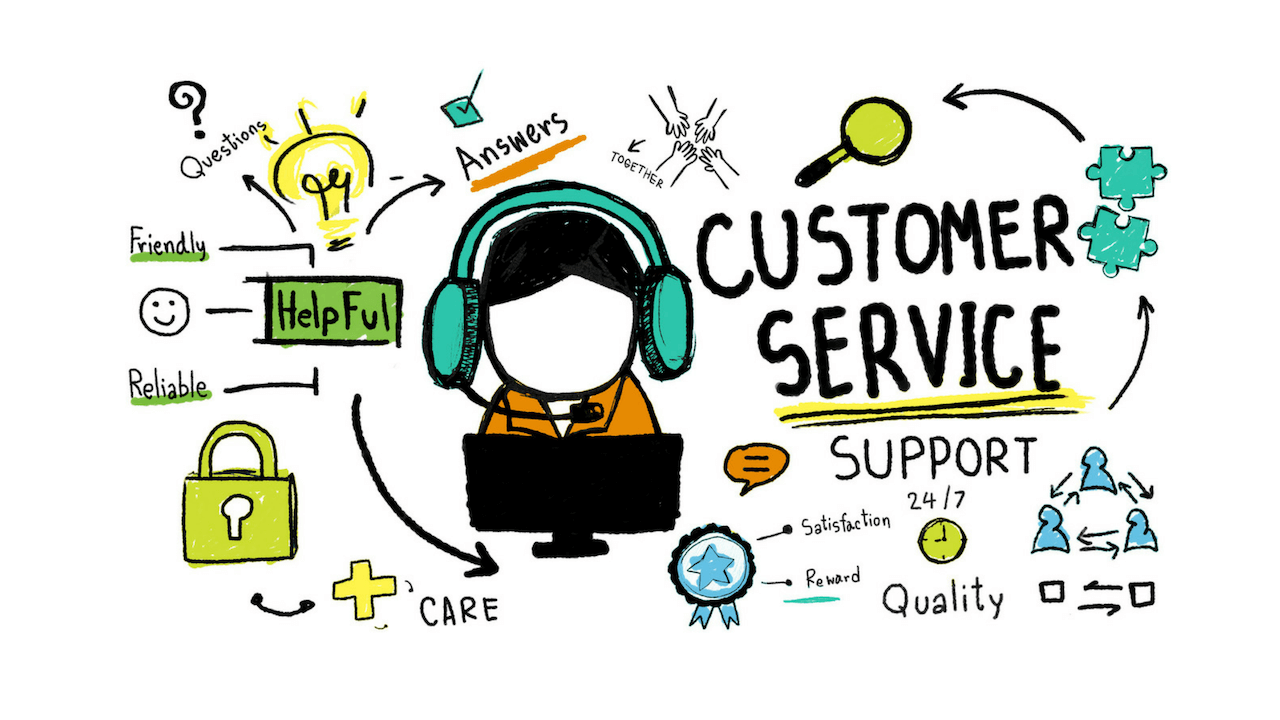 ?
Questions
Answers
TOGETHER
Friendly
HelpFul
Reliable
CUSTOMER
SERVICE
SUPPORT
24/7
Satisfaction
Reward
Quality
CARE